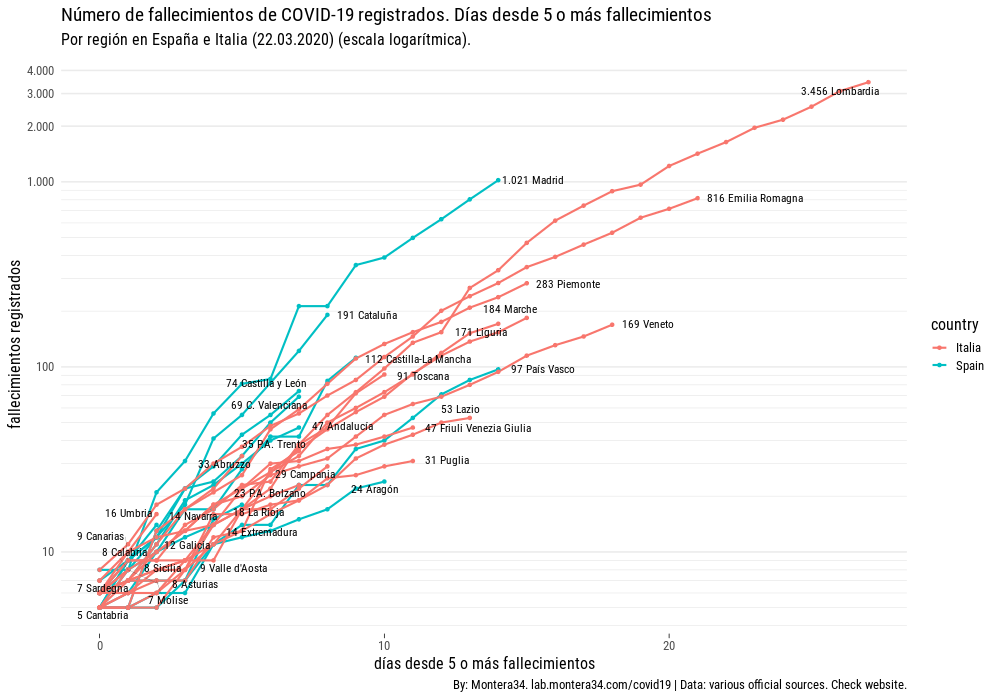 Número de fallecimientos de COVID-19 registrados. Días desde 5 o más fallecimientos
Por región en España e Italia (22.03.2020) (escala logarítmica).
4.000
3.000
2.000
1.000
100
10
fallecimientos registrados
3.456 Lombardia
1.021 Madrid
816 Emilia Romagna
283 Piemonte
184 Marche
191 Cataluña
169 Veneto
171 Liguria
112 Castilla-La Mancha
97 País Vasco
91 Toscana
74 Castilla y León
69 C. Valenciana
53 Lazio
47 Andalucía
47 Friuli Venezia Giulia
35 P.A. Trento
31 Puglia
33 Abruzzo
29 Campania
24 Aragón
23 P.A. Bolzano
16 Umbria
14 Navarra
18 La Rioja
9 Canarias
14 Extremadura
8 Calabria
12 Galicia
8 Sicilia
9 Valle d'Aosta
7 Sardegna
8 Asturias
7 Molise
5 Cantabria
0
10
20
días desde 5 o más fallecimientos
country
Italia
Spain
By: Montera34. lab.montera34.com/covid19 | Data: various official sources. Check website.